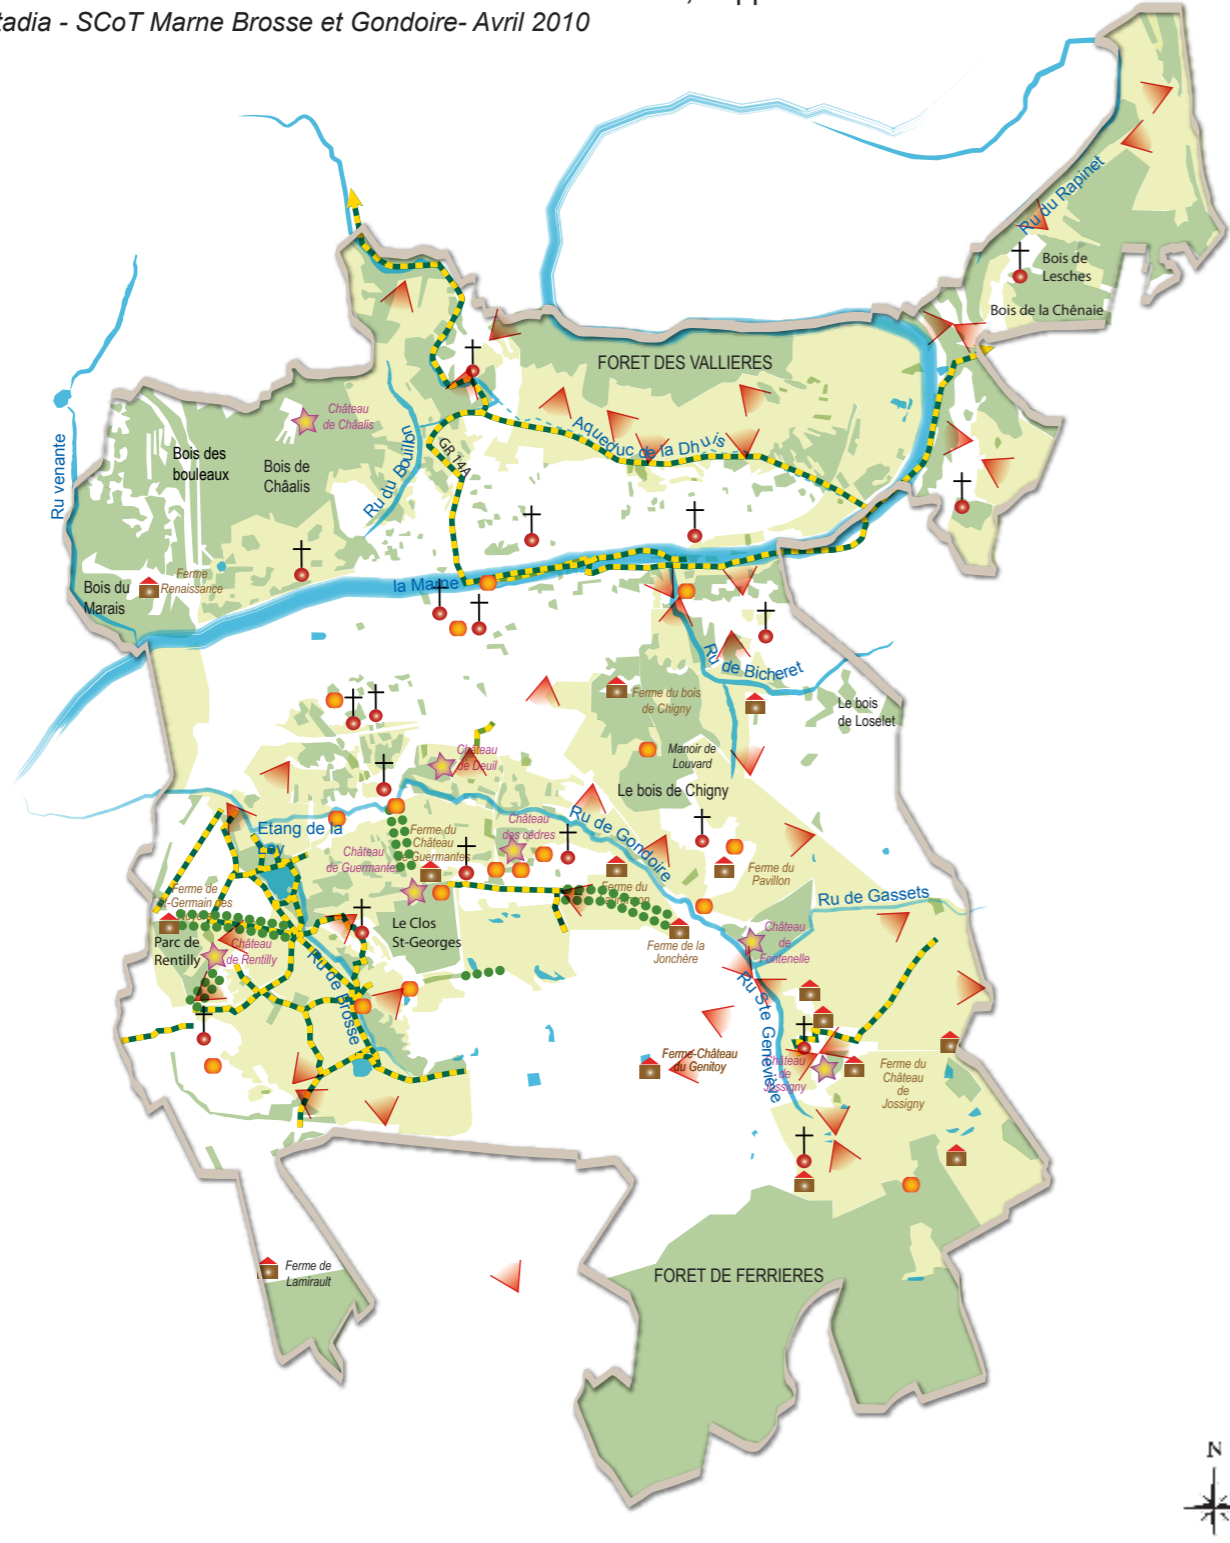 tadia - SCoT Marne Brosse et Gondoire- Avril 2010
Ru du Rapinet
Bois de
Lesches
Bois de la Chênaie
FORET DES VALLIERES
Château
de Châalis
Aqueduc de la Dhuis
GR 14A
Ru du Bouillon
Bois des
bouleaux
Bois de
Châalis
Ru venante
Ferme
Renaissance
Bois du
Marais
la Marne
Ru de Bicheret
Ferme du bois
de Chigny
Le bois
de Loselet
Manoir de
Louvard
Château
de Deuil
Le bois de Chigny
Ru de Gondoire
Château
des cèdres
Etang de la
Loy
Ferme du
Château
de Guermantes
Château
de Guermantes
Ferme du
Pavillon
Ferme de
St-Germain des
Ferme du
Ru de Gassets
Le Clos
St-Georges
Parc de
Rentilly
Château
de Rentilly
Ferme de la
Jonchère
Château
de
Fontenelle
Ru de Brosse
Ru Ste Geneviève
Ferme-Château
du Genitoy
Château
de
Jossigny
Ferme du
Château
de
Jossigny
Ferme de
Lamirault
FORET DE FERRIERES
N